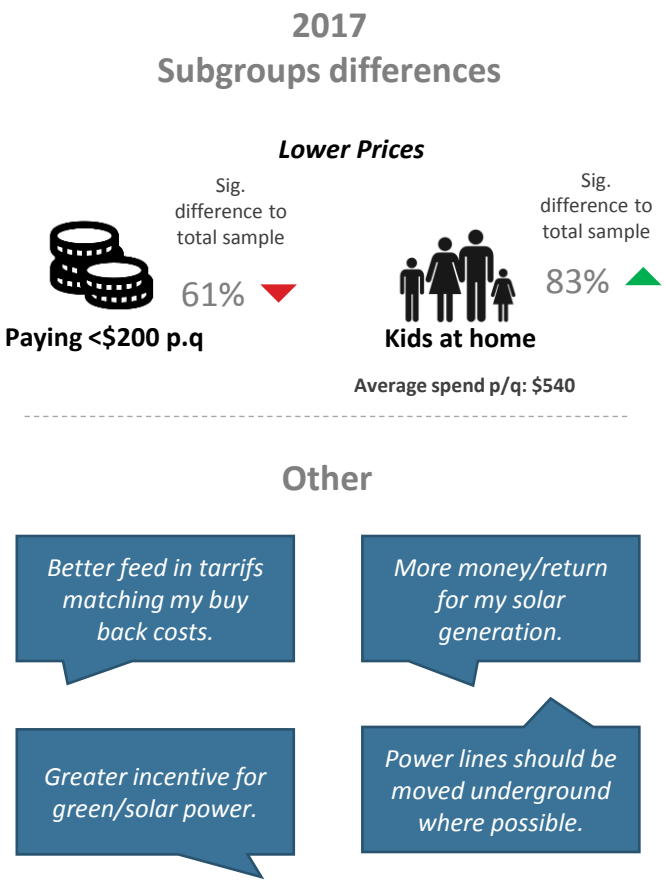 2017
Subgroups differences
Lower Prices
Sig.
difference to
total sample
61%
Paying <$200 p.q
Sig.
difference to
total sample
83%
Kids at home
Average spend p/q: $540
Other
Better feed in tarrifs
matching my buy
back costs.
More money/return
for my solar
generation.
Greater incentive for
green/solar power.
Power lines should be
moved underground
where possible.